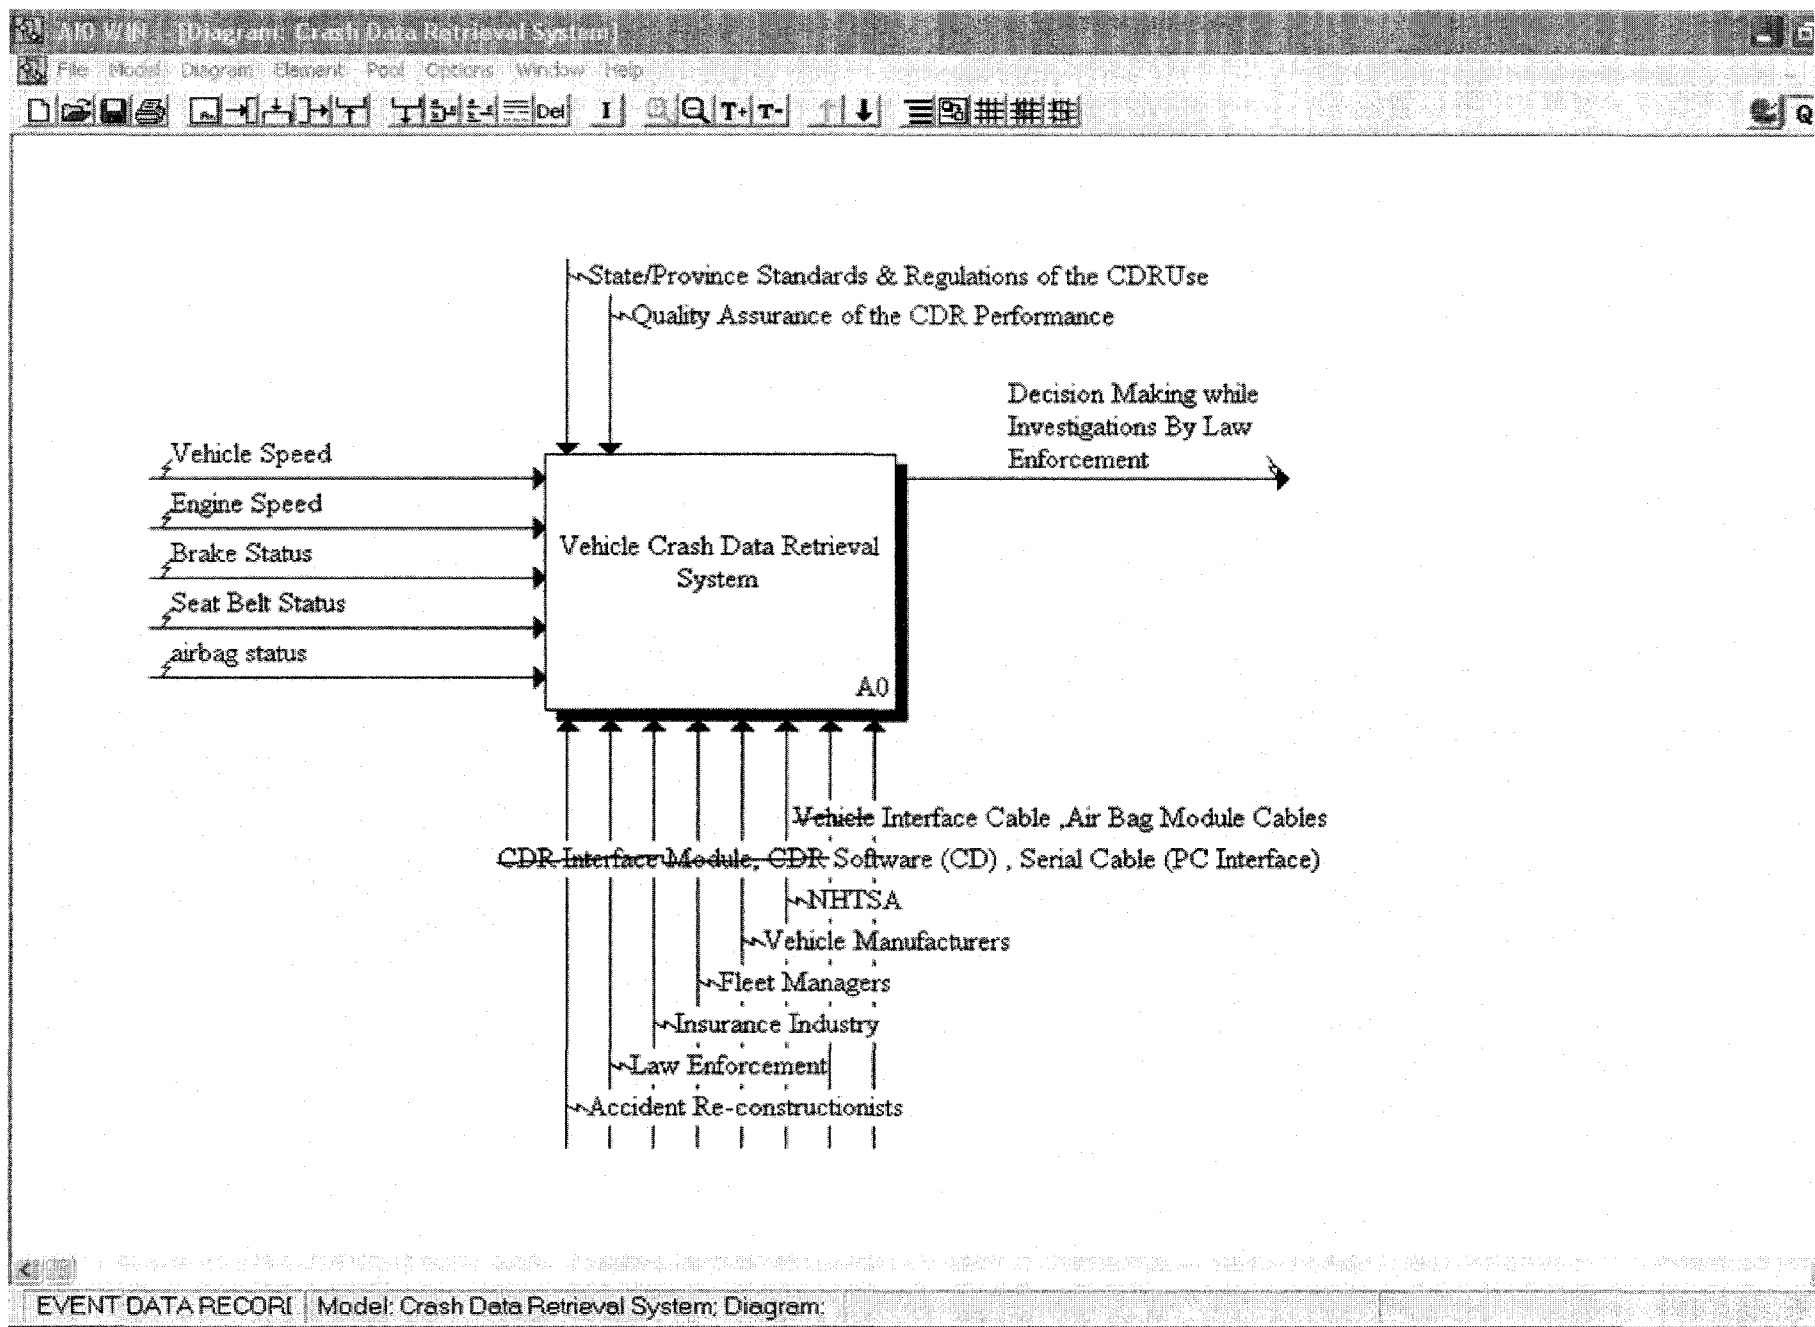 AI0 WIN - [Diagram: Crash Data Retrieval System]
File Model Diagram Element Pool Options Window Help
Del I T+ T- Q
State/Province Standards & Regulations of the CDRUse
Quality Assurance of the CDR Performance
Decision Making while
Investigations By Law
Enforcement
Vehicle Speed
Engine Speed
Brake Status
Seat Belt Status
airbag status
Vehicle Crash Data Retrieval
System
A0
Vehicle Interface Cable ,Air Bag Module Cables
CDR Interface Module, CDR Software (CD) , Serial Cable (PC Interface)
NHTSA
Vehicle Manufacturers
Fleet Managers
Insurance Industry
Law Enforcement
Accident Re-constructionists
EVENT DATA RECORI Model: Crash Data Retrieval System; Diagram: